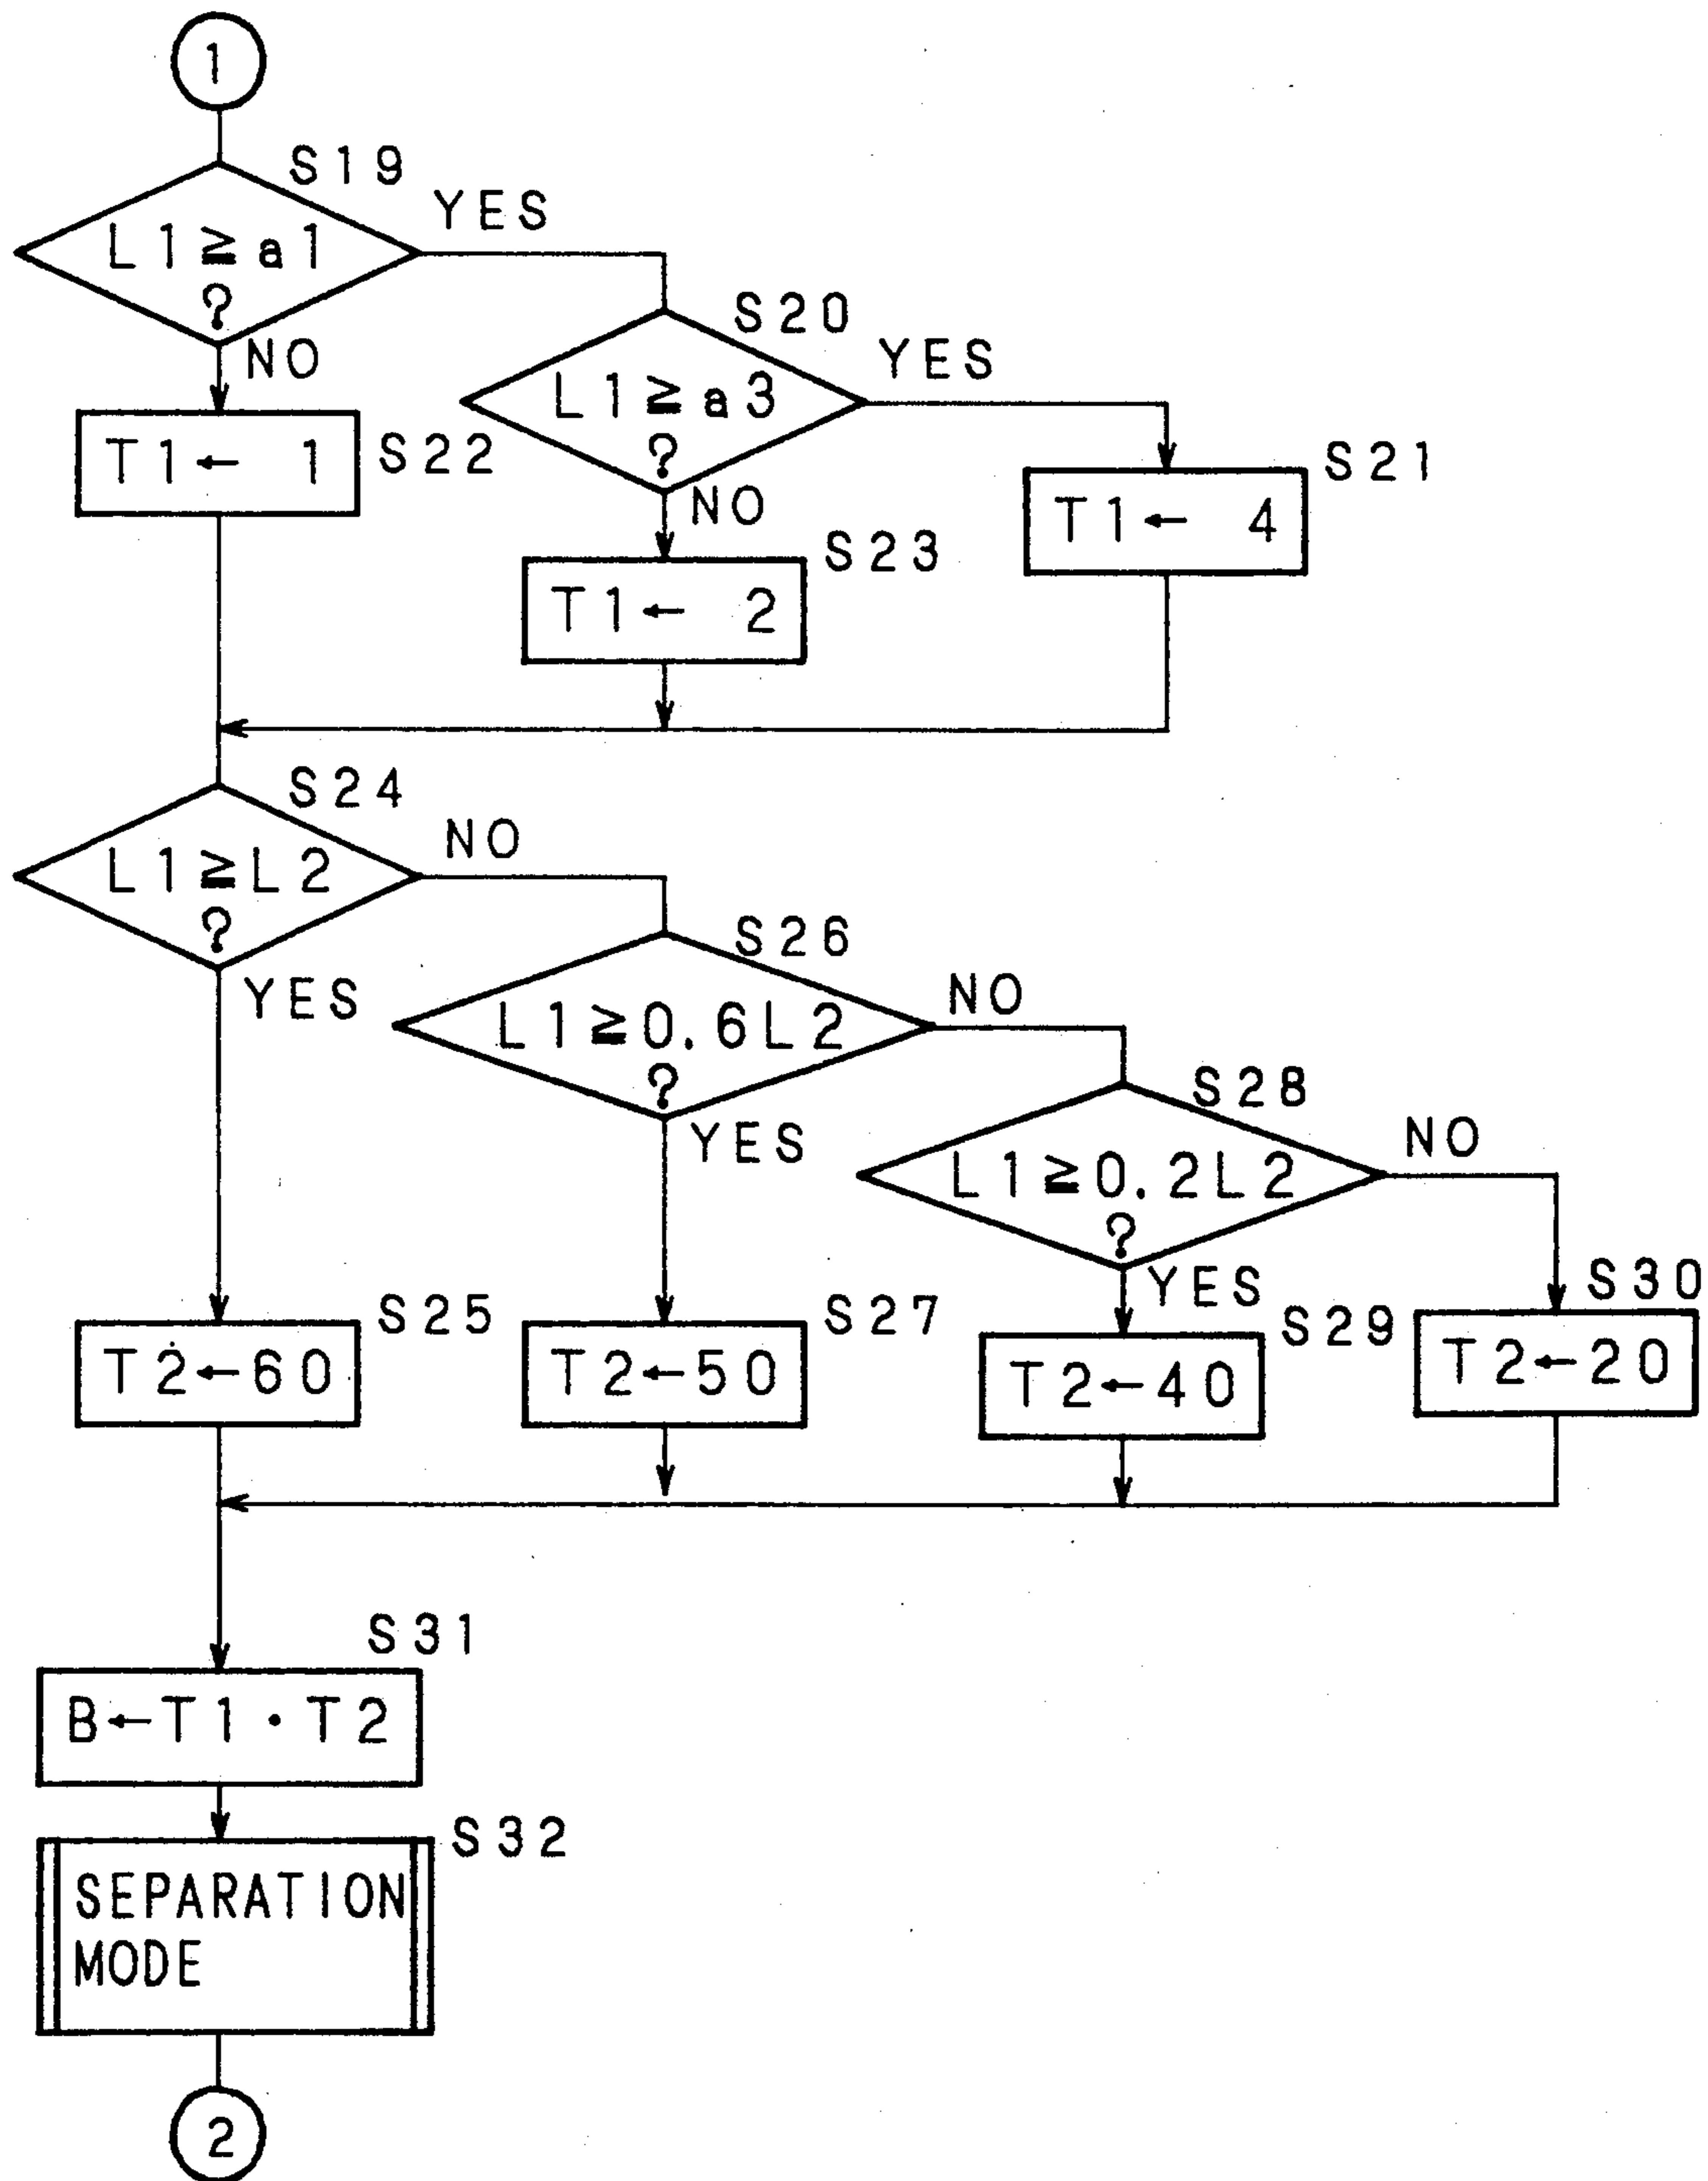 1
S19
YES
L1≧a1
?
NO
S20
YES
L1≧a3
?
NO
T1← 1
S22
S21
T1← 4
S23
T1← 2
S24
NO
L1≧L2
?
YES
S26
NO
L1≧0.6L2
?
YES
S28
NO
L1≧0.2L2
?
YES
S25
T2←60
S27
T2←50
S29
T2←40
S30
T2←20
S31
B←T1・T2
S32
SEPARATION
MODE
2